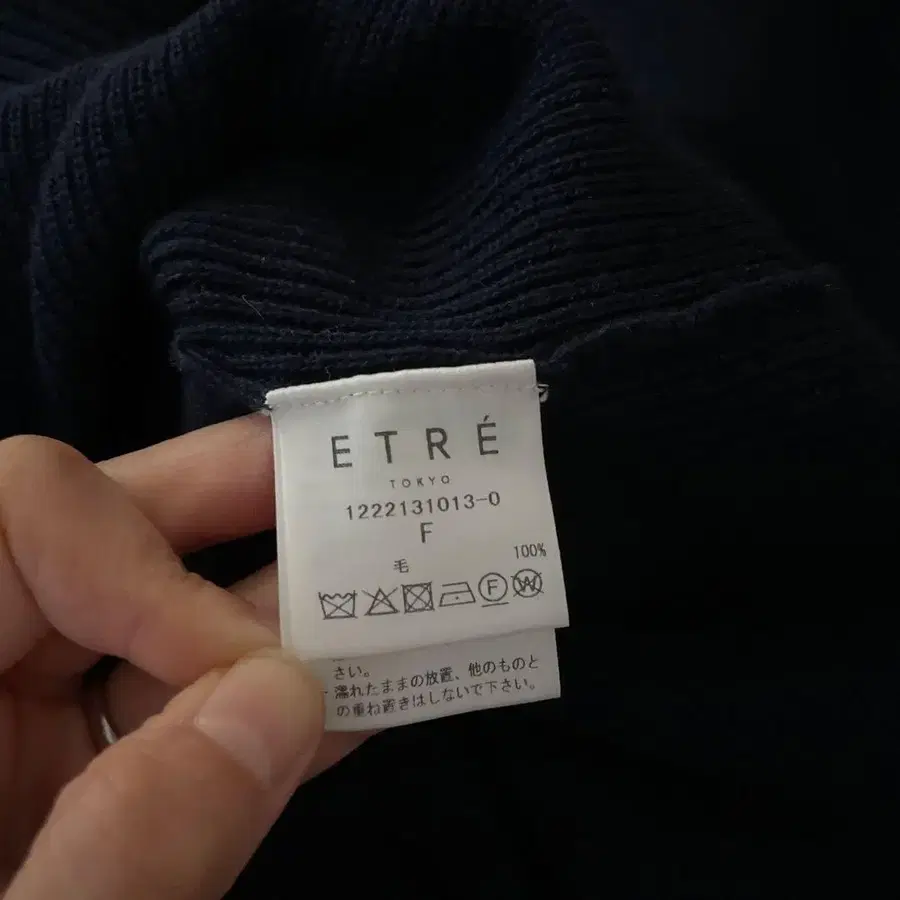 ETRÉ
TOKYO
1222131013-0
F
毛 100%
F W
さい。
・濡れたままの放置、他のものと
の重ね置きはしないで下さい。